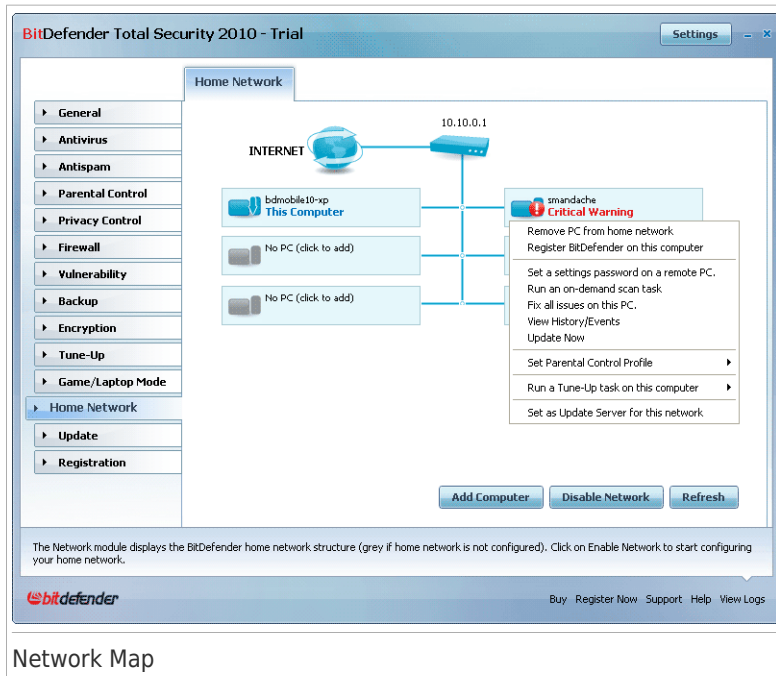 BitDefender Total Security 2010 - Trial
Settings
Home Network
General
Antivirus
Antispam
Parental Control
Privacy Control
Firewall
Vulnerability
Backup
Encryption
Tune-Up
Game/Laptop Mode
Home Network
Update
Registration
10.10.0.1
INTERNET
bdmobile10-xp
This Computer
smandache
Critical Warning
No PC (click to add)
No PC (click to add)
Remove PC from home network
Register BitDefender on this computer
Set a settings password on a remote PC.
Run an on-demand scan task
Fix all issues on this PC.
View History/Events
Update Now
Set Parental Control Profile
Run a Tune-Up task on this computer
Set as Update Server for this network
Add Computer
Disable Network
Refresh
The Network module displays the BitDefender home network structure (grey if home network is not configured). Click on Enable Network to start configuring
your home network.
bitdefender
Buy Register Now Support Help View Logs
Network Map